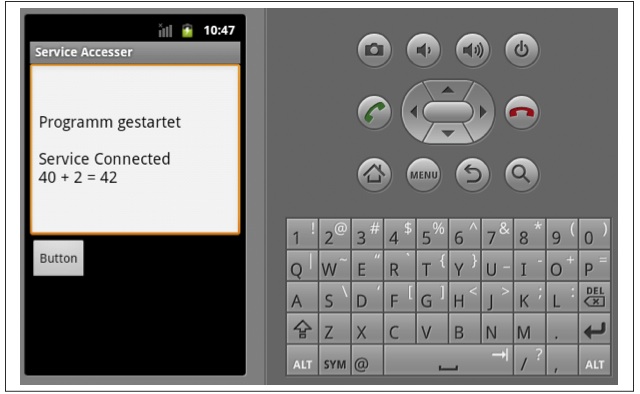 10:47
Service Accesser
Programm gestartet
Service Connected
40 + 2 = 42
Button
MENU
1 ! 2 @ 3 # 4 $ 5 % 6 ^ 7 & 8 * 9 ( 0 )
Q | W ~ E " R ` T { Y } U _ I - O + P =
A S \ D ' F [ G ] H < J > K ; L : DEL
Z X C V B N M .
ALT SYM @ / ? , ALT